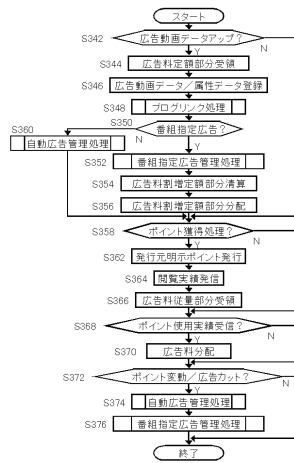 スタート
S342
広告動画データアップ？
N
Y
S344
広告料定額部分受領
S346
広告動画データ／属性データ登録
S348
ブログリンク処理
S350
番組指定広告？
S360
N
Y
自動広告管理処理
S352
番組指定広告管理処理
S354
広告料割増定額部分清算
S356
広告料割増定額部分分配
S358
ポイント獲得処理？
N
Y
S362
発行元明示ポイント発行
S364
閲覧実績発信
S366
広告料従量部分受領
S368
ポイント使用実績受信？
N
Y
S370
広告料分配
S372
ポイント変動／広告カット？
N
Y
S374
自動広告管理処理
S376
番組指定広告管理処理
終了